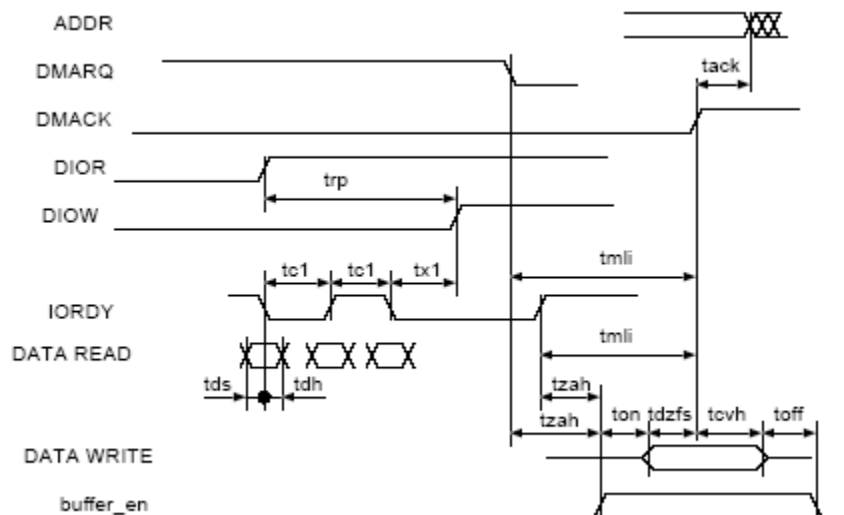 ADDR
DMARQ
tack
DMACK
DIOR
trp
DIOW
tc1 tc1 tx1
tmli
IORDY
tmli
DATA READ
tds tdh
tzah
tzah ton tdzfs tcvh toff
DATA WRITE
buffer_en